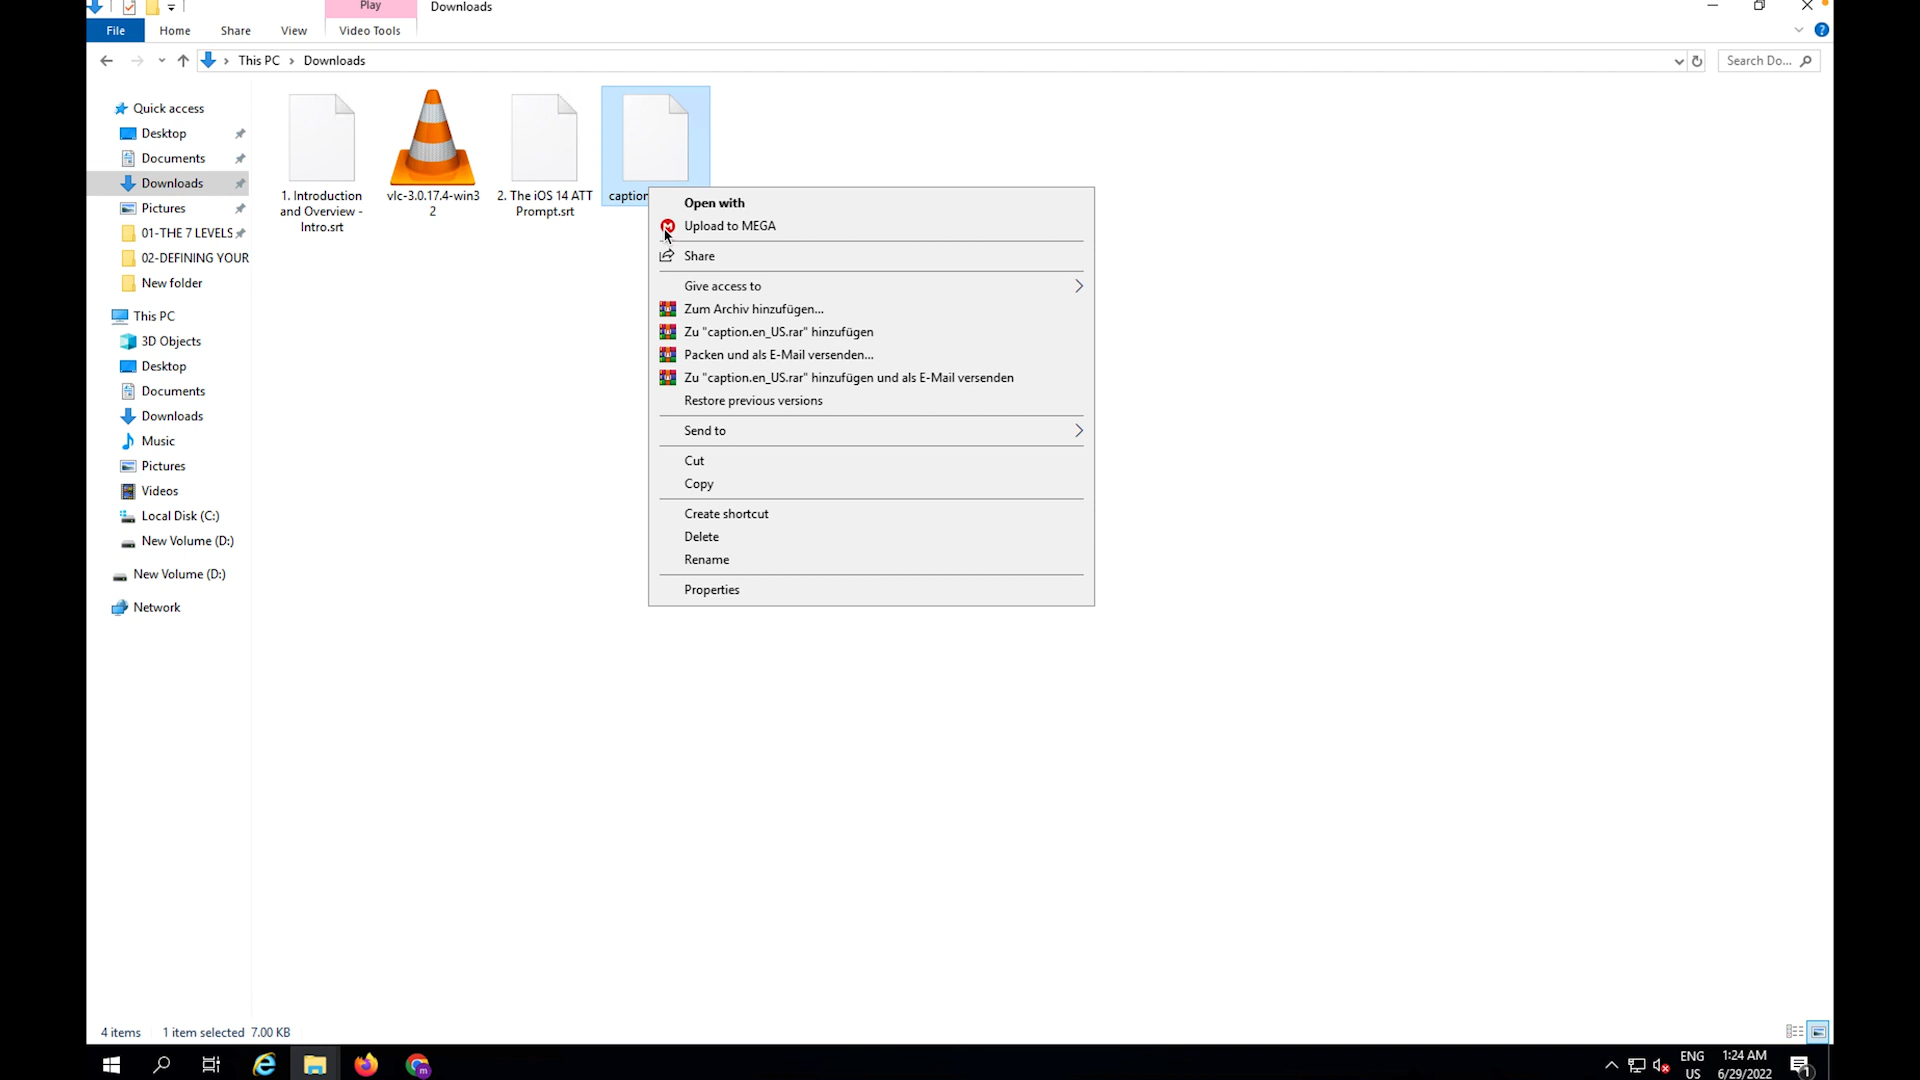 Play
Downloads
File
Home
Share
View
Video Tools
This PC
Downloads
Search Do...
Quick access
Desktop
Documents
Downloads
Pictures
01-THE 7 LEVELS
02-DEFINING YOUR
New folder
This PC
3D Objects
Desktop
Documents
Downloads
Music
Pictures
Videos
Local Disk (C:)
New Volume (D:)
New Volume (D:)
Network
1. Introduction
and Overview -
Intro.srt
vlc-3.0.17.4-win3
2
2. The iOS 14 ATT
Prompt.srt
caption
Open with
Upload to MEGA
Share
Give access to
Zum Archiv hinzufügen...
Zu "caption.en_US.rar" hinzufügen
Packen und als E-Mail versenden...
Zu "caption.en_US.rar" hinzufügen und als E-Mail versenden
Restore previous versions
Send to
Cut
Copy
Create shortcut
Delete
Rename
Properties
4 items
1 item selected 7.00 KB
ENG
US
1:24 AM
6/29/2022
1